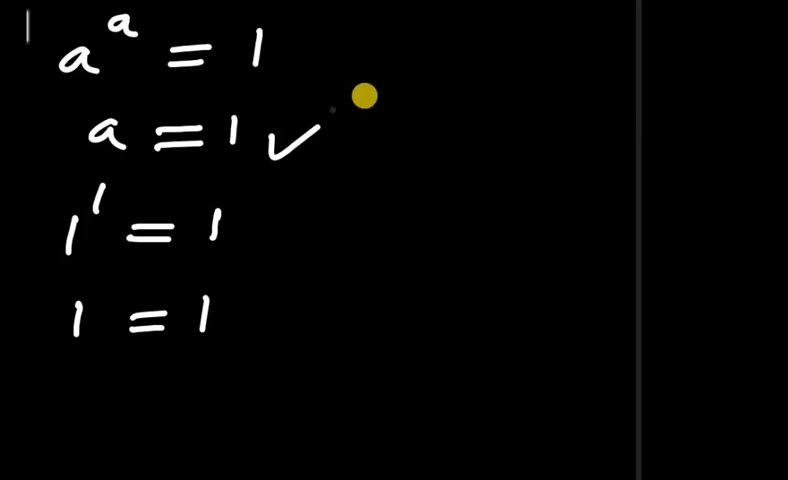 a^a = 1
a = 1 ✓
1^1 = 1
1 = 1